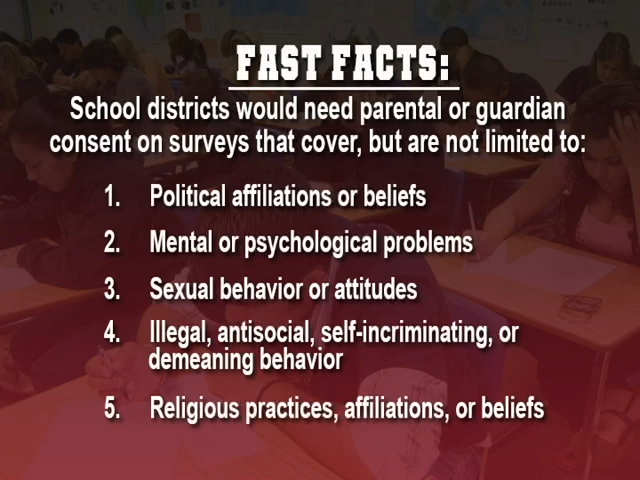 FAST FACTS:
School districts would need parental or guardian
consent on surveys that cover, but are not limited to:
1. Political affiliations or beliefs
2. Mental or psychological problems
3. Sexual behavior or attitudes
4. Illegal, antisocial, self-incriminating, or
demeaning behavior
5. Religious practices, affiliations, or beliefs